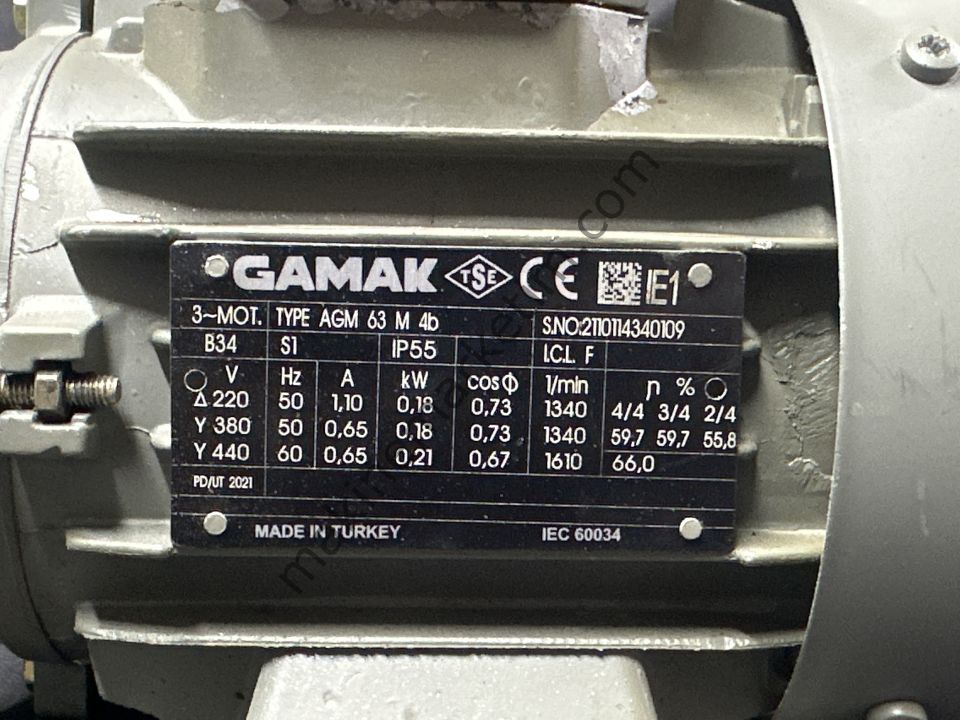 GAMAK TSE CE IE1
3~MOT. TYPE AGM 63 M 4b S.NO:2110114340109
B34 S1 IP55 I.C.L. F
V Hz A kW cosΦ 1/min η %
Δ 220 50 1,10 0,18 0,73 1340 4/4 3/4 2/4
Y 380 50 0,65 0,18 0,73 1340 59,7 59,7 55,8
Y 440 60 0,65 0,21 0,67 1610 66,0
PD/UT 2021
MADE IN TURKEY IEC 60034